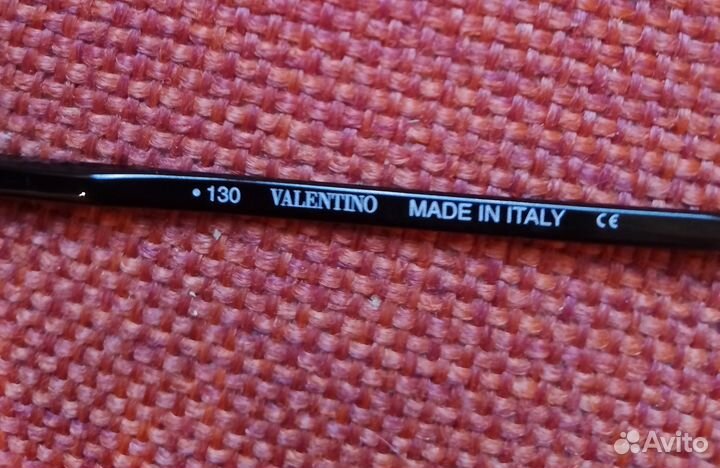 • 130 VALENTINO MADE IN ITALY CE
Avito